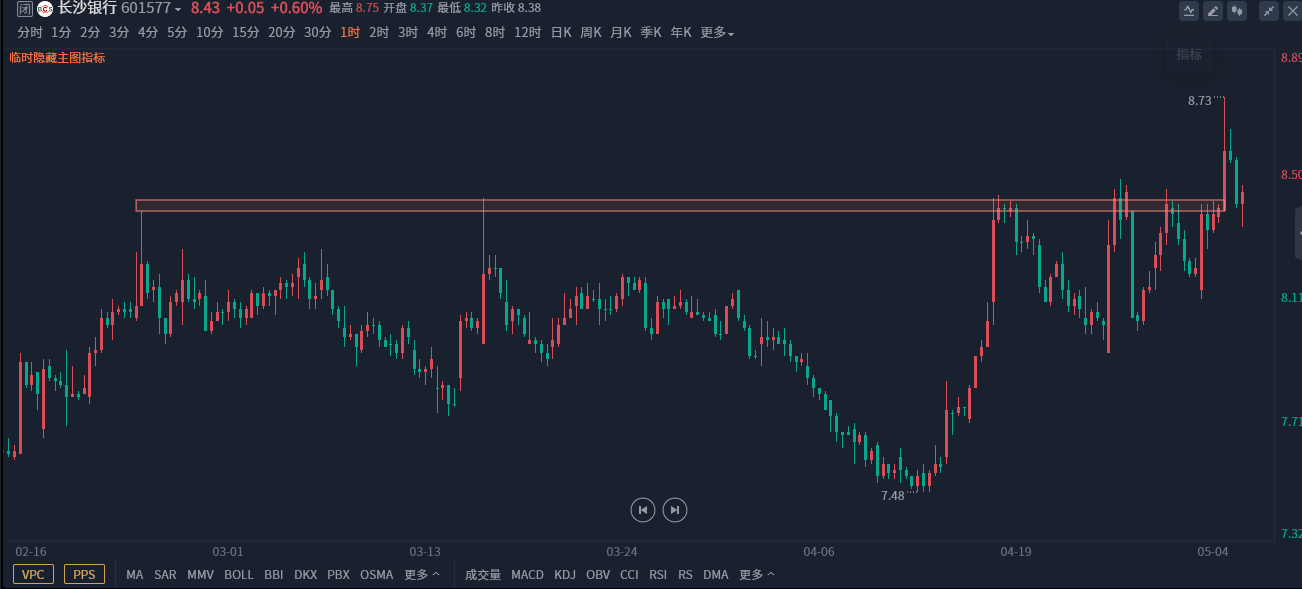 闭 长沙银行 601577 8.43 +0.05 +0.60% 最高 8.75 开盘 8.37 最低 8.32 昨收 8.38
分时 1分 2分 3分 4分 5分 10分 15分 20分 30分 1时 2时 3时 4时 6时 8时 12时 日K 周K 月K 季K 年K 更多
临时隐藏主图指标
指标
8.89
8.73
8.50
8.11
7.71
7.48
7.32
02-16 03-01 03-13 03-24 04-06 04-19 05-04
VPC PPS MA SAR MMV BOLL BBI DKX PBX OSMA 更多 成交量 MACD KDJ OBV CCI RSI RS DMA 更多